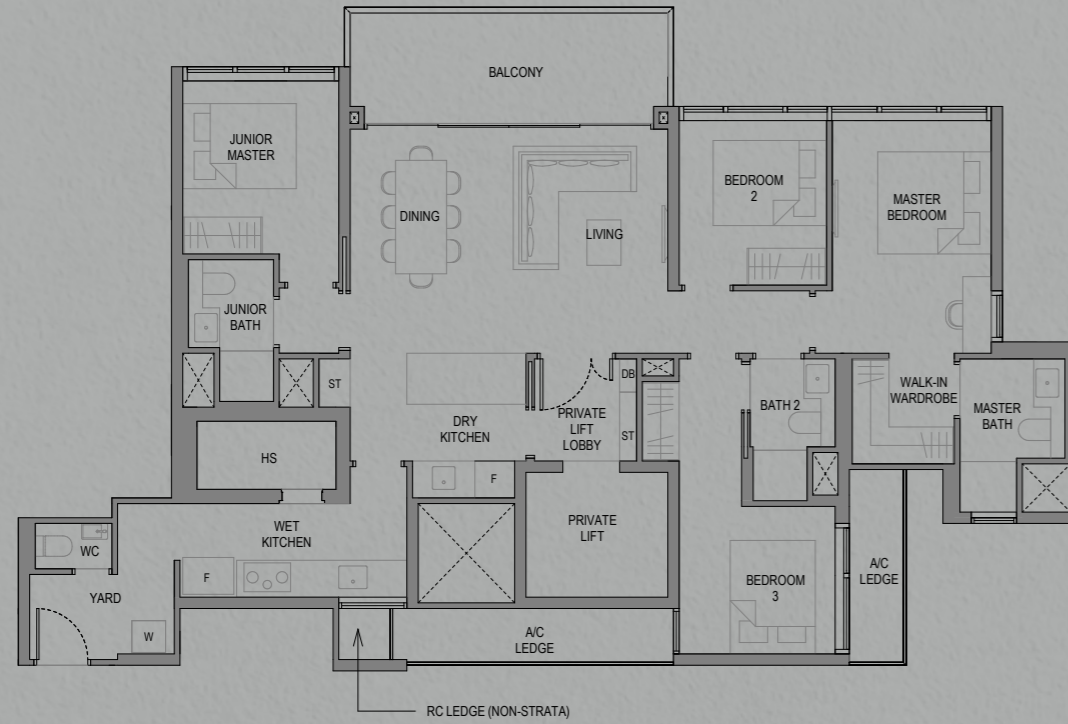 BALCONY
JUNIOR
MASTER
DINING
LIVING
BEDROOM
2
MASTER
BEDROOM
JUNIOR
BATH
ST
DRY
KITCHEN
PRIVATE
LIFT
LOBBY
DB
ST
BATH 2
WALK-IN
WARDROBE
MASTER
BATH
HS
F
WET
KITCHEN
PRIVATE
LIFT
WC
YARD
F
W
BEDROOM
3
A/C
LEDGE
A/C
LEDGE
RC LEDGE (NON-STRATA)